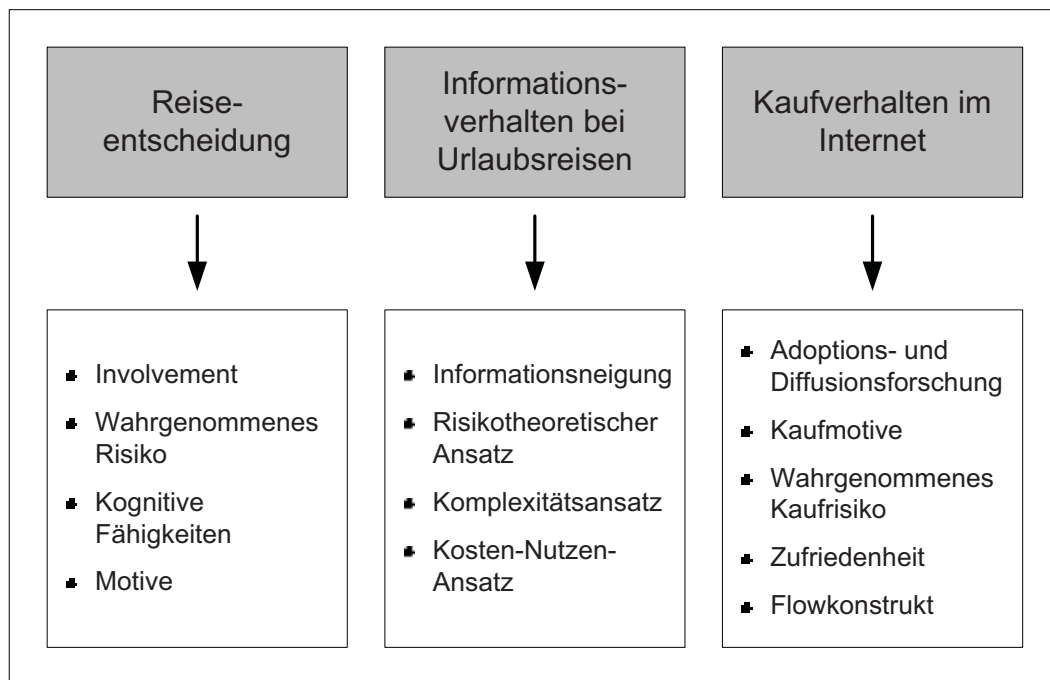 Reise-
entscheidung
Informations-
verhalten bei
Urlaubsreisen
Kaufverhalten im
Internet
Involvement
Wahrgenommenes
Risiko
Kognitive
Fähigkeiten
Motive
Informationsneigung
Risikotheoretischer
Ansatz
Komplexitätsansatz
Kosten-Nutzen-
Ansatz
Adoptions- und
Diffusionsforschung
Kaufmotive
Wahrgenommenes
Kaufrisiko
Zufriedenheit
Flowkonstrukt